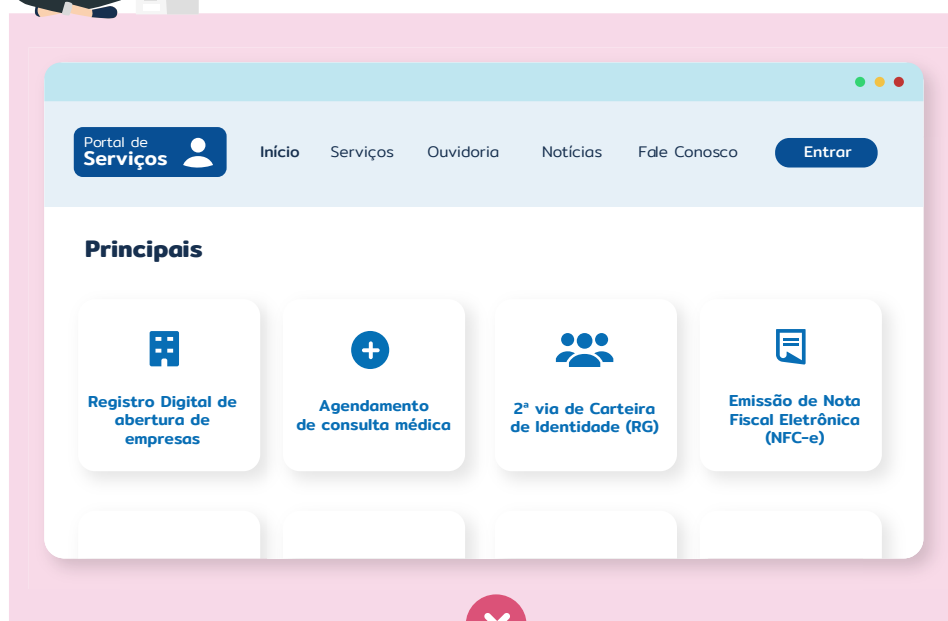 Portal de
Serviços
Início Serviços Ouvidoria Notícias Fale Conosco Entrar
Principais
Registro Digital de
abertura de
empresas
Agendamento
de consulta médica
2ª via de Carteira
de Identidade (RG)
Emissão de Nota
Fiscal Eletrônica
(NFC-e)